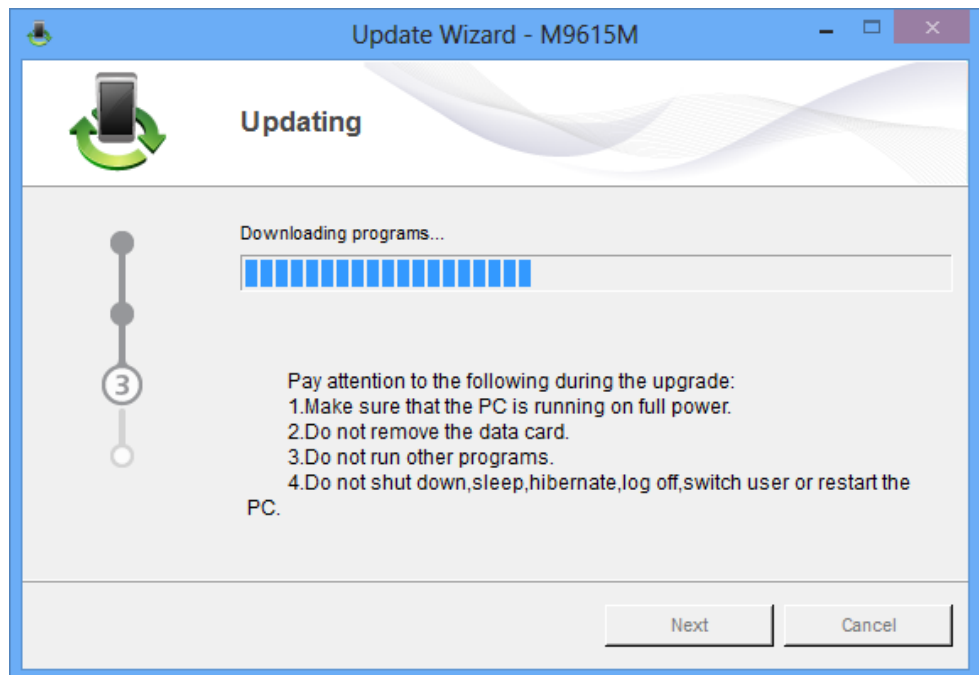 Update Wizard - M9615M
Updating
Downloading programs...
3
Pay attention to the following during the upgrade:
1.Make sure that the PC is running on full power.
2.Do not remove the data card.
3.Do not run other programs.
4.Do not shut down,sleep,hibernate,log off,switch user or restart the
PC.
Next
Cancel